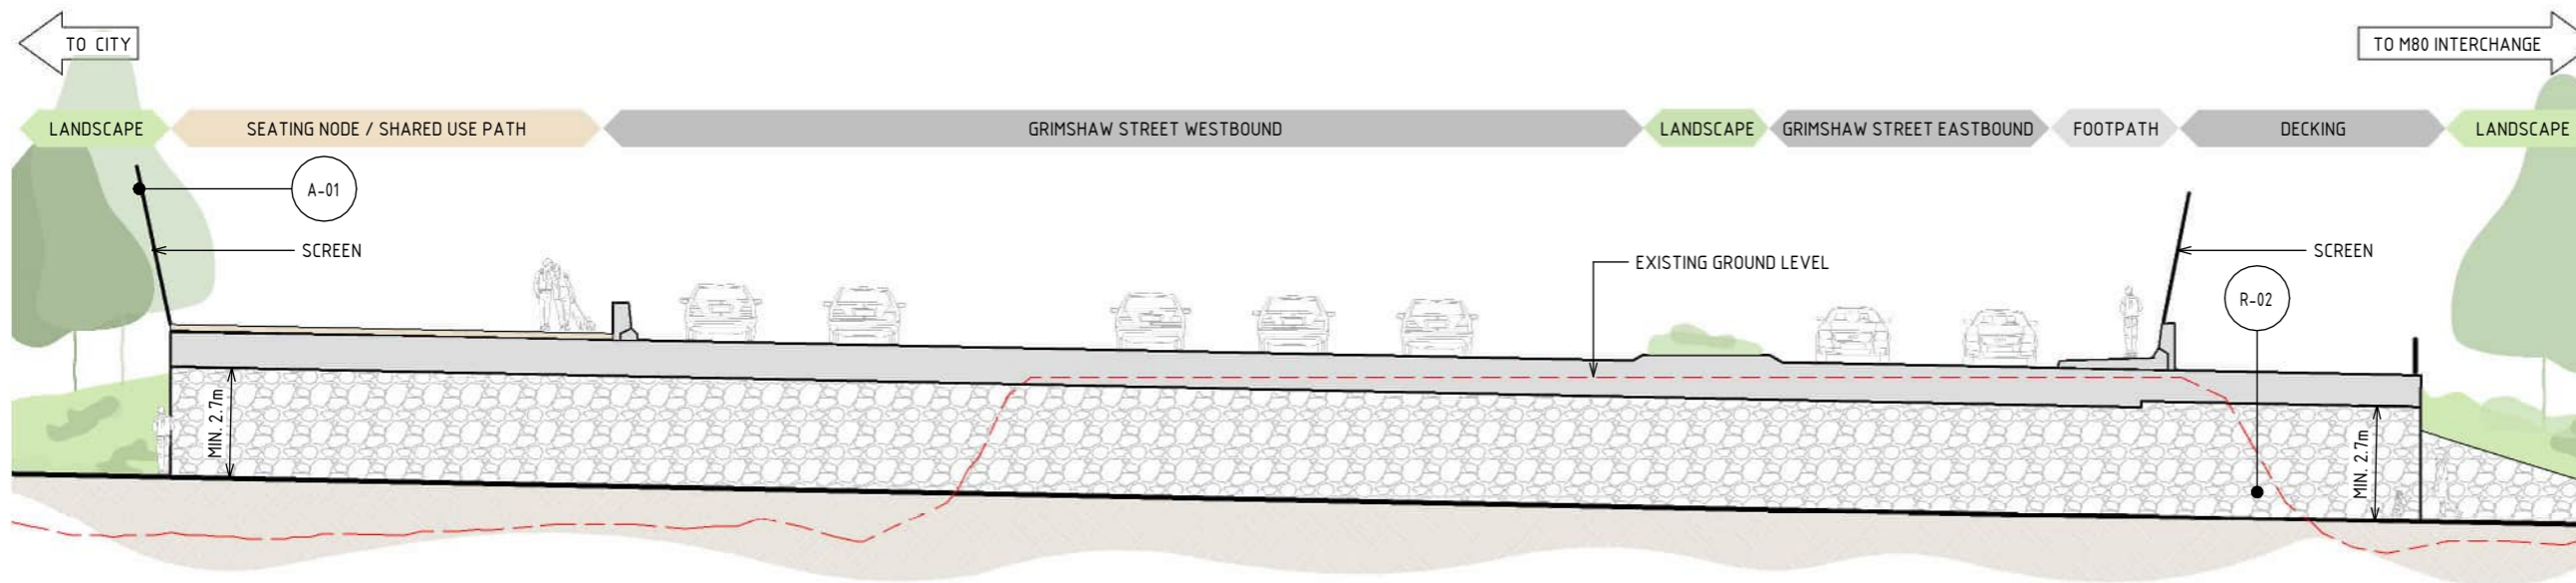 TO CITY
TO M80 INTERCHANGE
LANDSCAPE
SEATING NODE / SHARED USE PATH
GRIMSHAW STREET WESTBOUND
LANDSCAPE
GRIMSHAW STREET EASTBOUND
FOOTPATH
DECKING
LANDSCAPE
A-01
SCREEN
EXISTING GROUND LEVEL
SCREEN
R-02
MIN. 2.7m
MIN. 2.7m